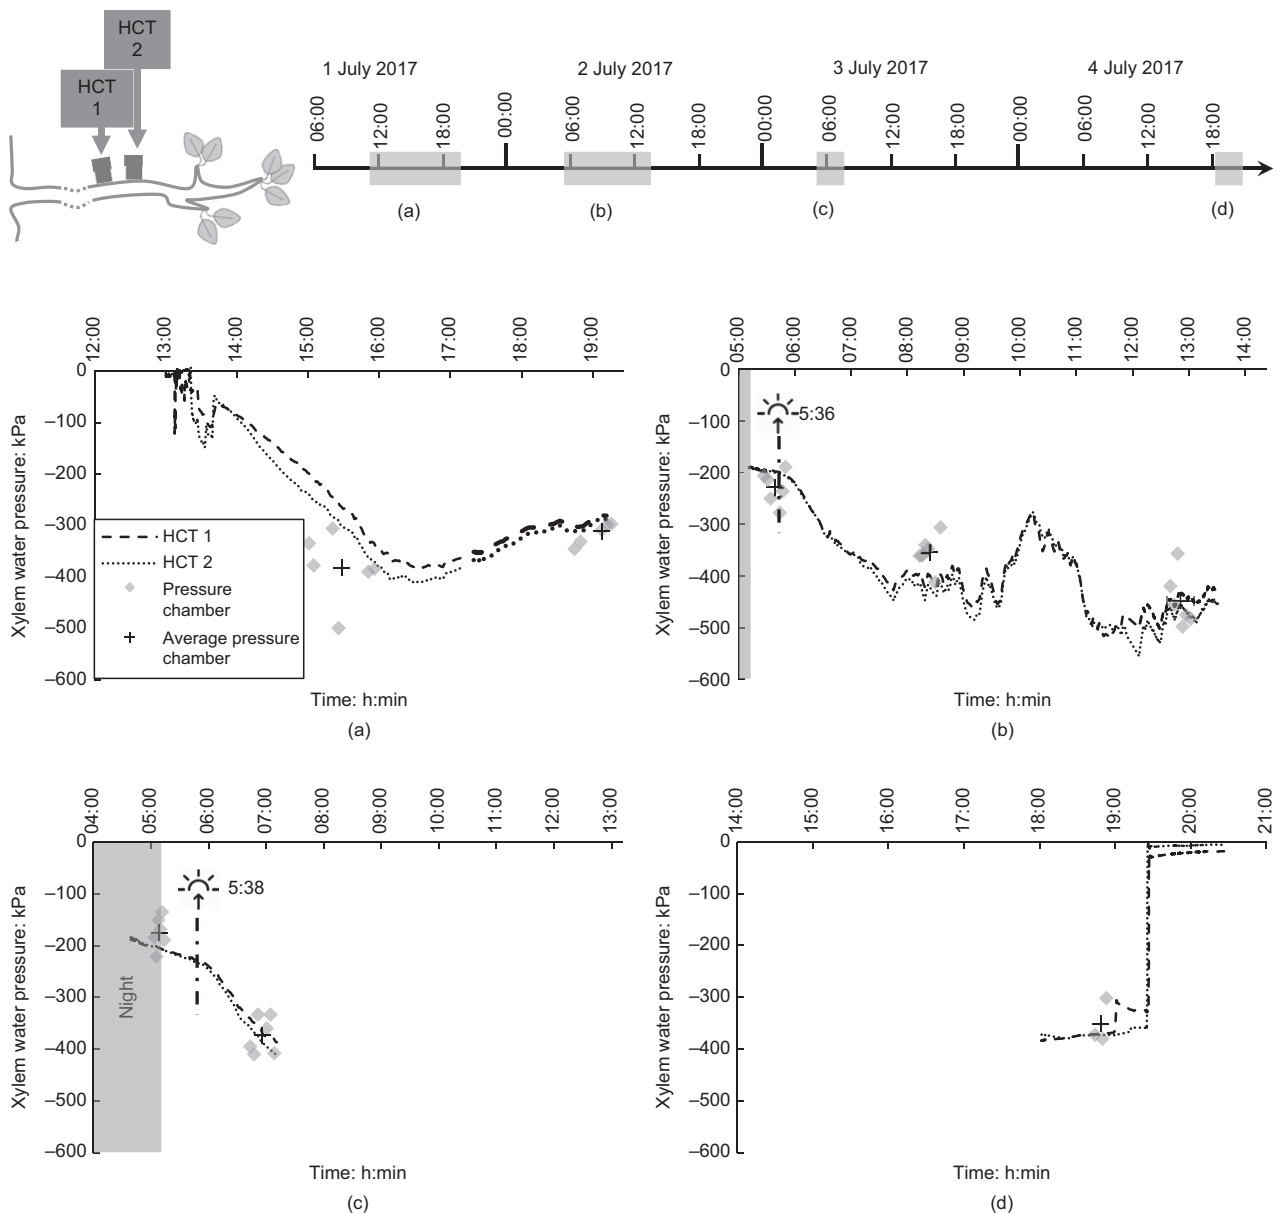 HCT
2
HCT
1
1 July 2017
2 July 2017
3 July 2017
4 July 2017
06:00
12:00
18:00
00:00
06:00
12:00
18:00
00:00
06:00
12:00
18:00
00:00
06:00
12:00
18:00
(a)
(b)
(c)
(d)
12:00
13:00
14:00
15:00
16:00
17:00
18:00
19:00
0
–100
–200
–300
–400
–500
–600
Xylem water pressure: kPa
HCT 1
HCT 2
Pressure
chamber
Average pressure
chamber
Time: h:min
(a)
05:00
06:00
07:00
08:00
09:00
10:00
11:00
12:00
13:00
14:00
0
–100
–200
–300
–400
–500
–600
Xylem water pressure: kPa
5:36
Time: h:min
(b)
04:00
05:00
06:00
07:00
08:00
09:00
10:00
11:00
12:00
13:00
0
–100
–200
–300
–400
–500
–600
Xylem water pressure: kPa
5:38
Night
Time: h:min
(c)
14:00
15:00
16:00
17:00
18:00
19:00
20:00
21:00
0
–100
–200
–300
–400
–500
–600
Xylem water pressure: kPa
Time: h:min
(d)